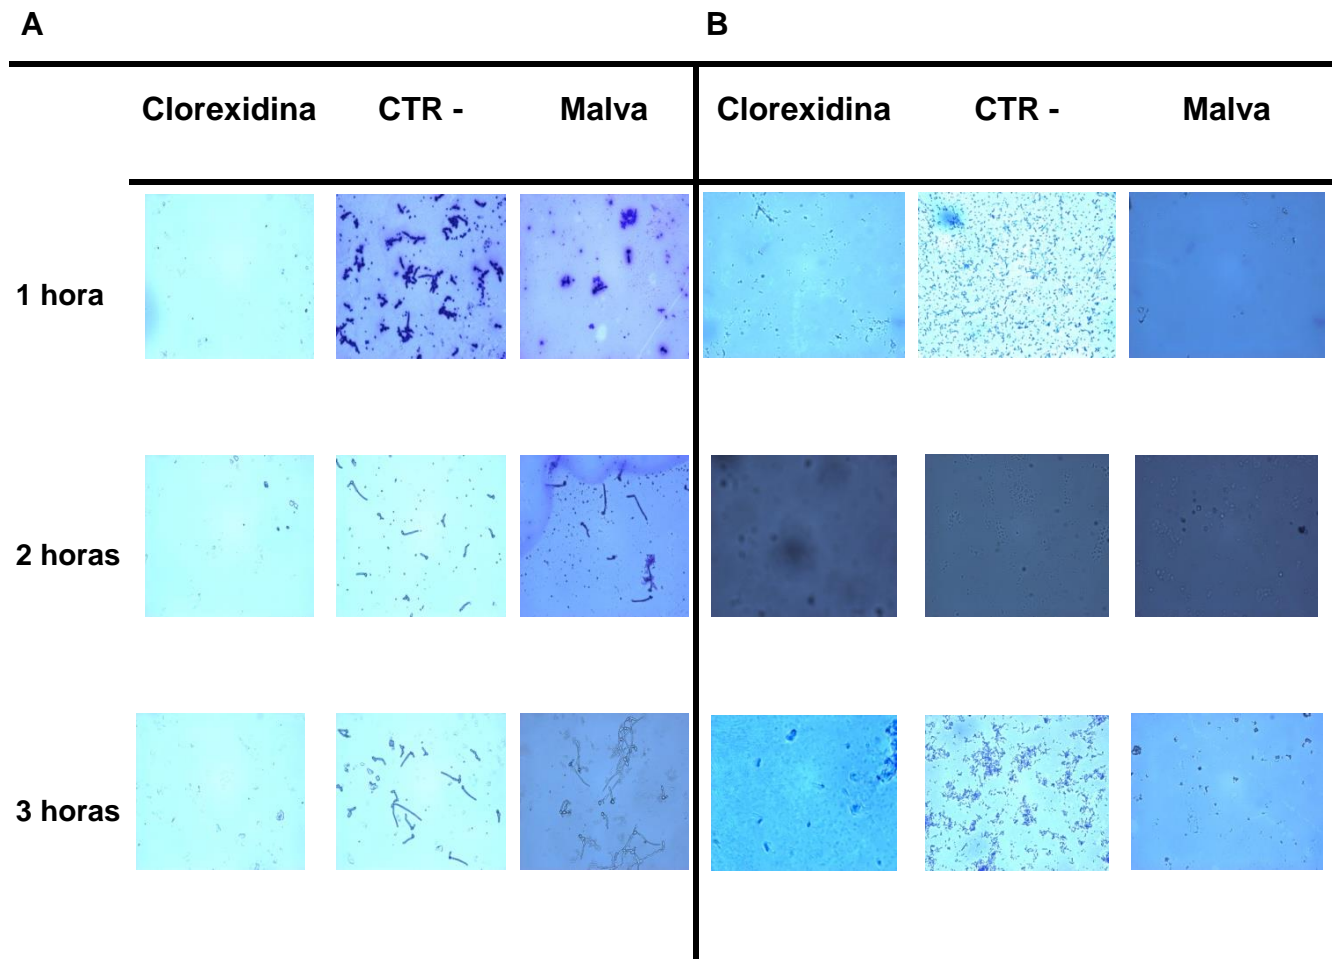 A B
Clorexidina CTR - Malva Clorexidina CTR - Malva
1 hora
2 horas
3 horas